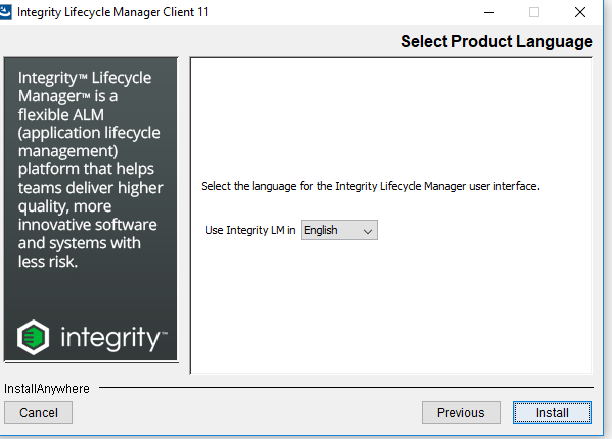 Integrity Lifecycle Manager Client 11
Select Product Language
Integrity™ Lifecycle
Manager™ is a
flexible ALM
(application lifecycle
management)
platform that helps
teams deliver higher
quality, more
innovative software
and systems with
less risk.
integrity™
Select the language for the Integrity Lifecycle Manager user interface.
Use Integrity LM in English
InstallAnywhere
Cancel Previous Install